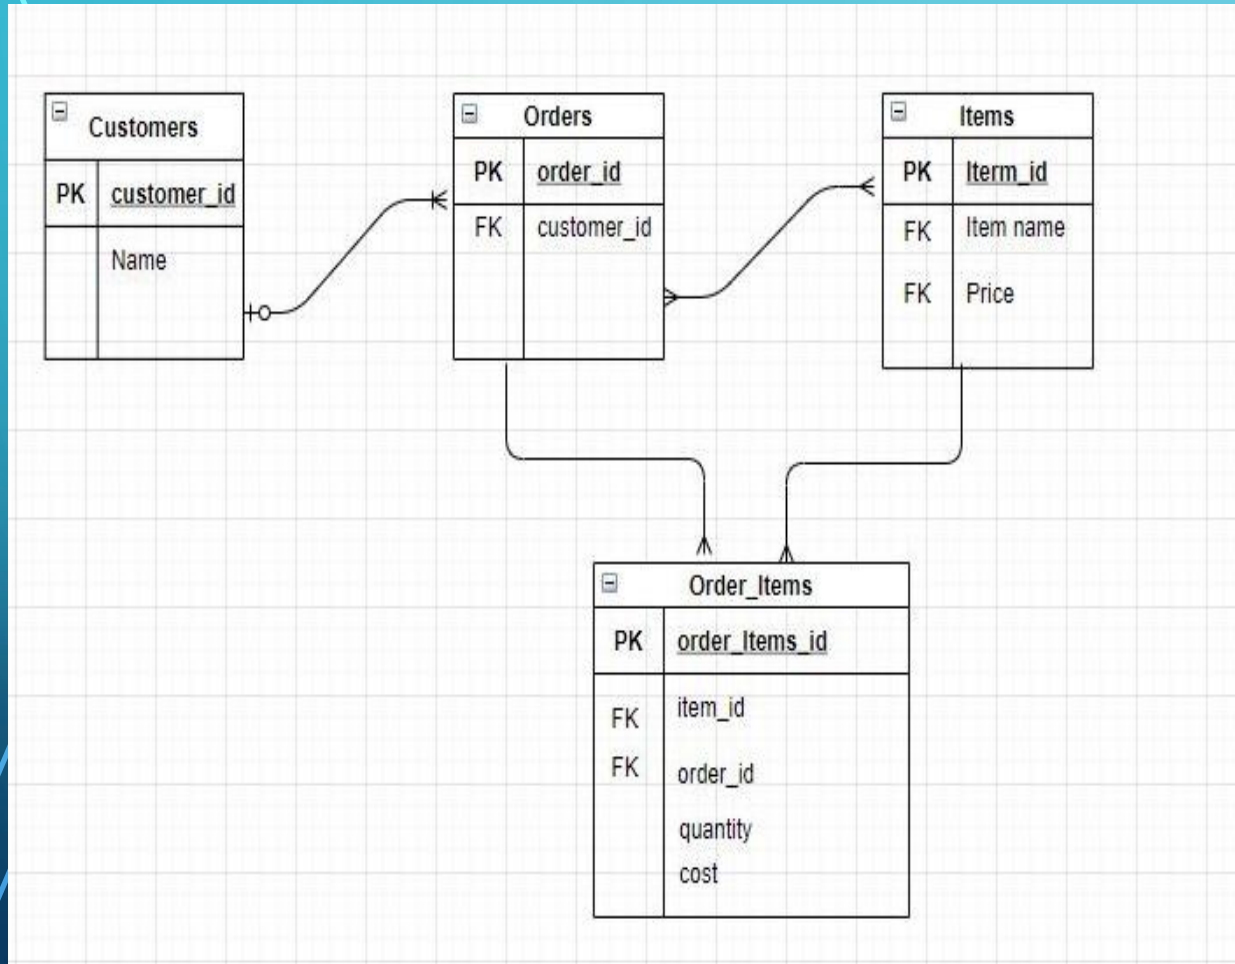 Customers
PK customer_id
Name
Orders
PK order_id
FK customer_id
Items
PK Iterm_id
FK Item name
FK Price
Order_Items
PK order_Items_id
FK item_id
FK order_id
quantity
cost